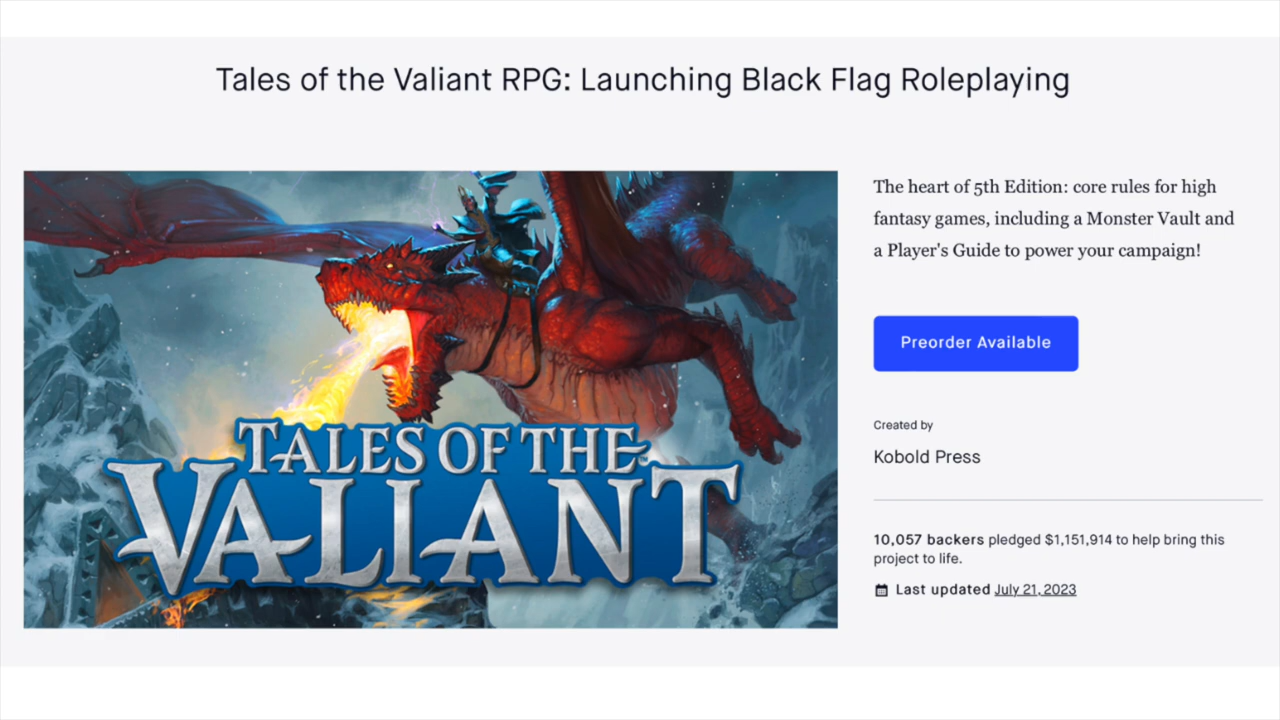 Tales of the Valiant RPG: Launching Black Flag Roleplaying
TALES OF THE
VALIANT
The heart of 5th Edition: core rules for high
fantasy games, including a Monster Vault and
a Player's Guide to power your campaign!
Preorder Available
Created by
Kobold Press
10,057 backers pledged $1,151,914 to help bring this
project to life.
Last updated July 21, 2023